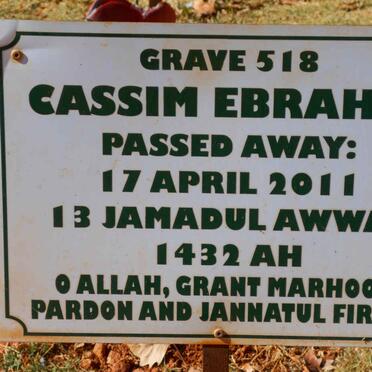 GRAVE 518
CASSIM EBRAH
PASSED AWAY:
17 APRIL 2011
13 JAMADUL AWWA
1432 AH
O ALLAH, GRANT MARHOO
PARDON AND JANNATUL FIR